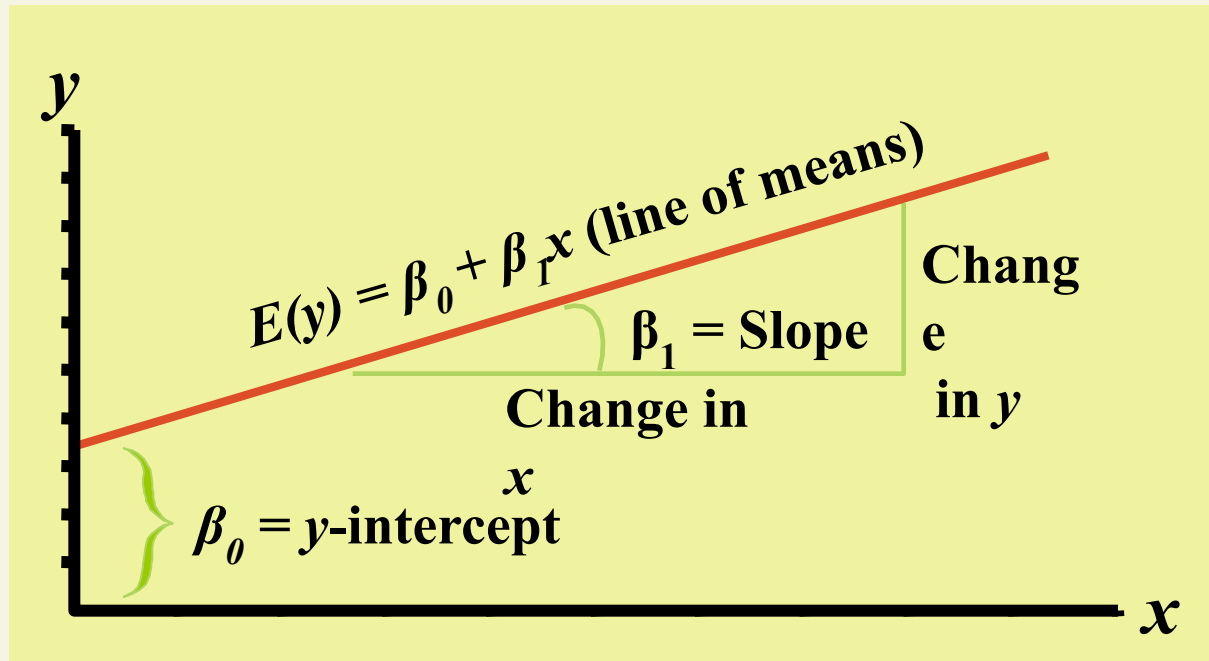 y
E(y) = β₀ + β₁x (line of means)
Chang
e
in y
β₁ = Slope
Change in
x
β₀ = y-intercept
x